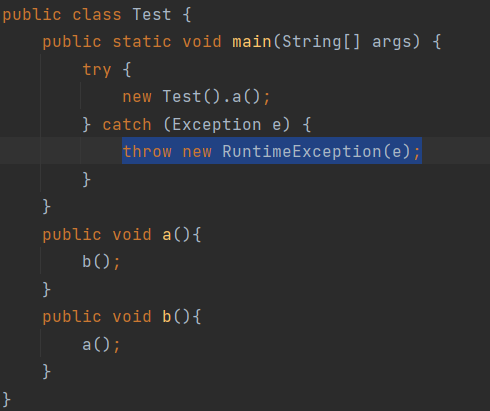 public class Test {
    public static void main(String[] args) {
        try {
            new Test().a();
        } catch (Exception e) {
            throw new RuntimeException(e);
        }
    }
    public void a(){
        b();
    }
    public void b(){
        a();
    }
}